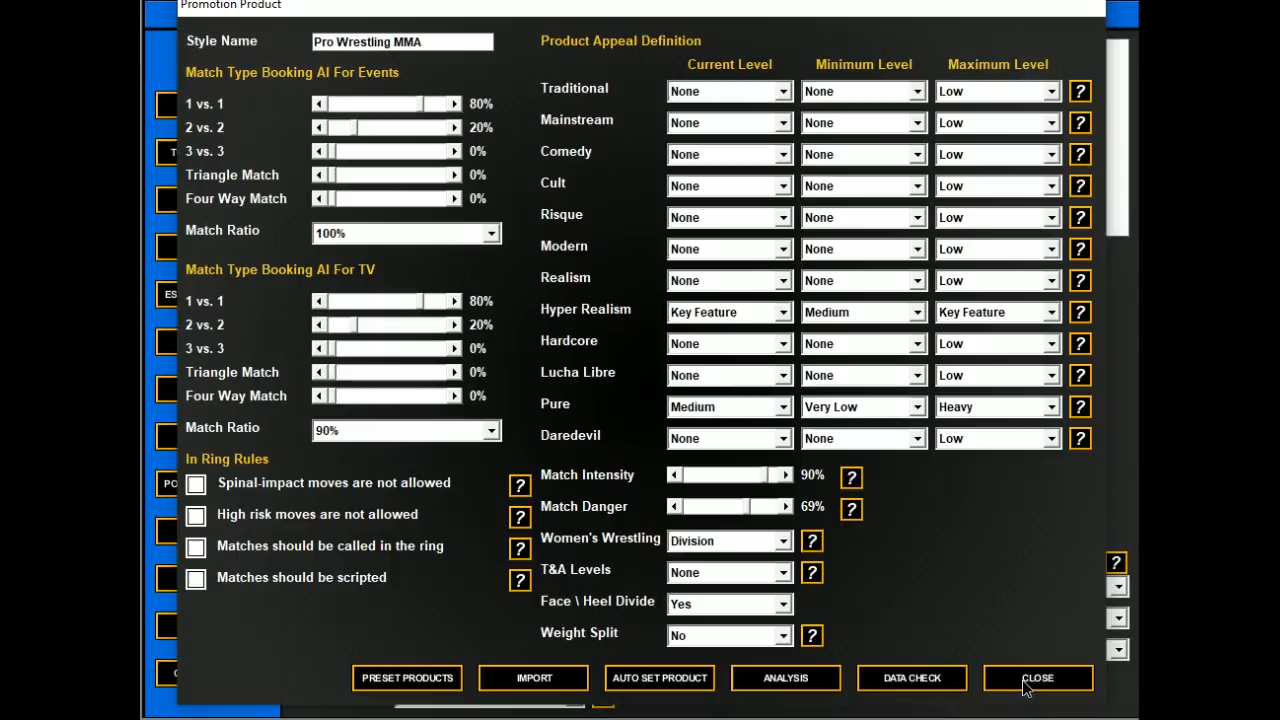 Promotion Product
Style Name Pro Wrestling MMA
Match Type Booking AI For Events
1 vs. 1 80%
2 vs. 2 20%
3 vs. 3 0%
Triangle Match 0%
Four Way Match 0%
Match Ratio 100%
Match Type Booking AI For TV
1 vs. 1 80%
2 vs. 2 20%
3 vs. 3 0%
Triangle Match 0%
Four Way Match 0%
Match Ratio 90%
In Ring Rules
Spinal-impact moves are not allowed ?
High risk moves are not allowed ?
Matches should be called in the ring ?
Matches should be scripted ?
Product Appeal Definition
Current Level Minimum Level Maximum Level
Traditional None None Low ?
Mainstream None None Low ?
Comedy None None Low ?
Cult None None Low ?
Risque None None Low ?
Modern None None Low ?
Realism None None Low ?
Hyper Realism Key Feature Medium Key Feature ?
Hardcore None None Low ?
Lucha Libre None None Low ?
Pure Medium Very Low Heavy ?
Daredevil None None Low ?
Match Intensity 90% ?
Match Danger 69% ?
Women's Wrestling Division ?
T&A Levels None ?
Face \ Heel Divide Yes
Weight Split No ?
PRESET PRODUCTS IMPORT AUTO SET PRODUCT ANALYSIS DATA CHECK CLOSE
T
ES
PO
?